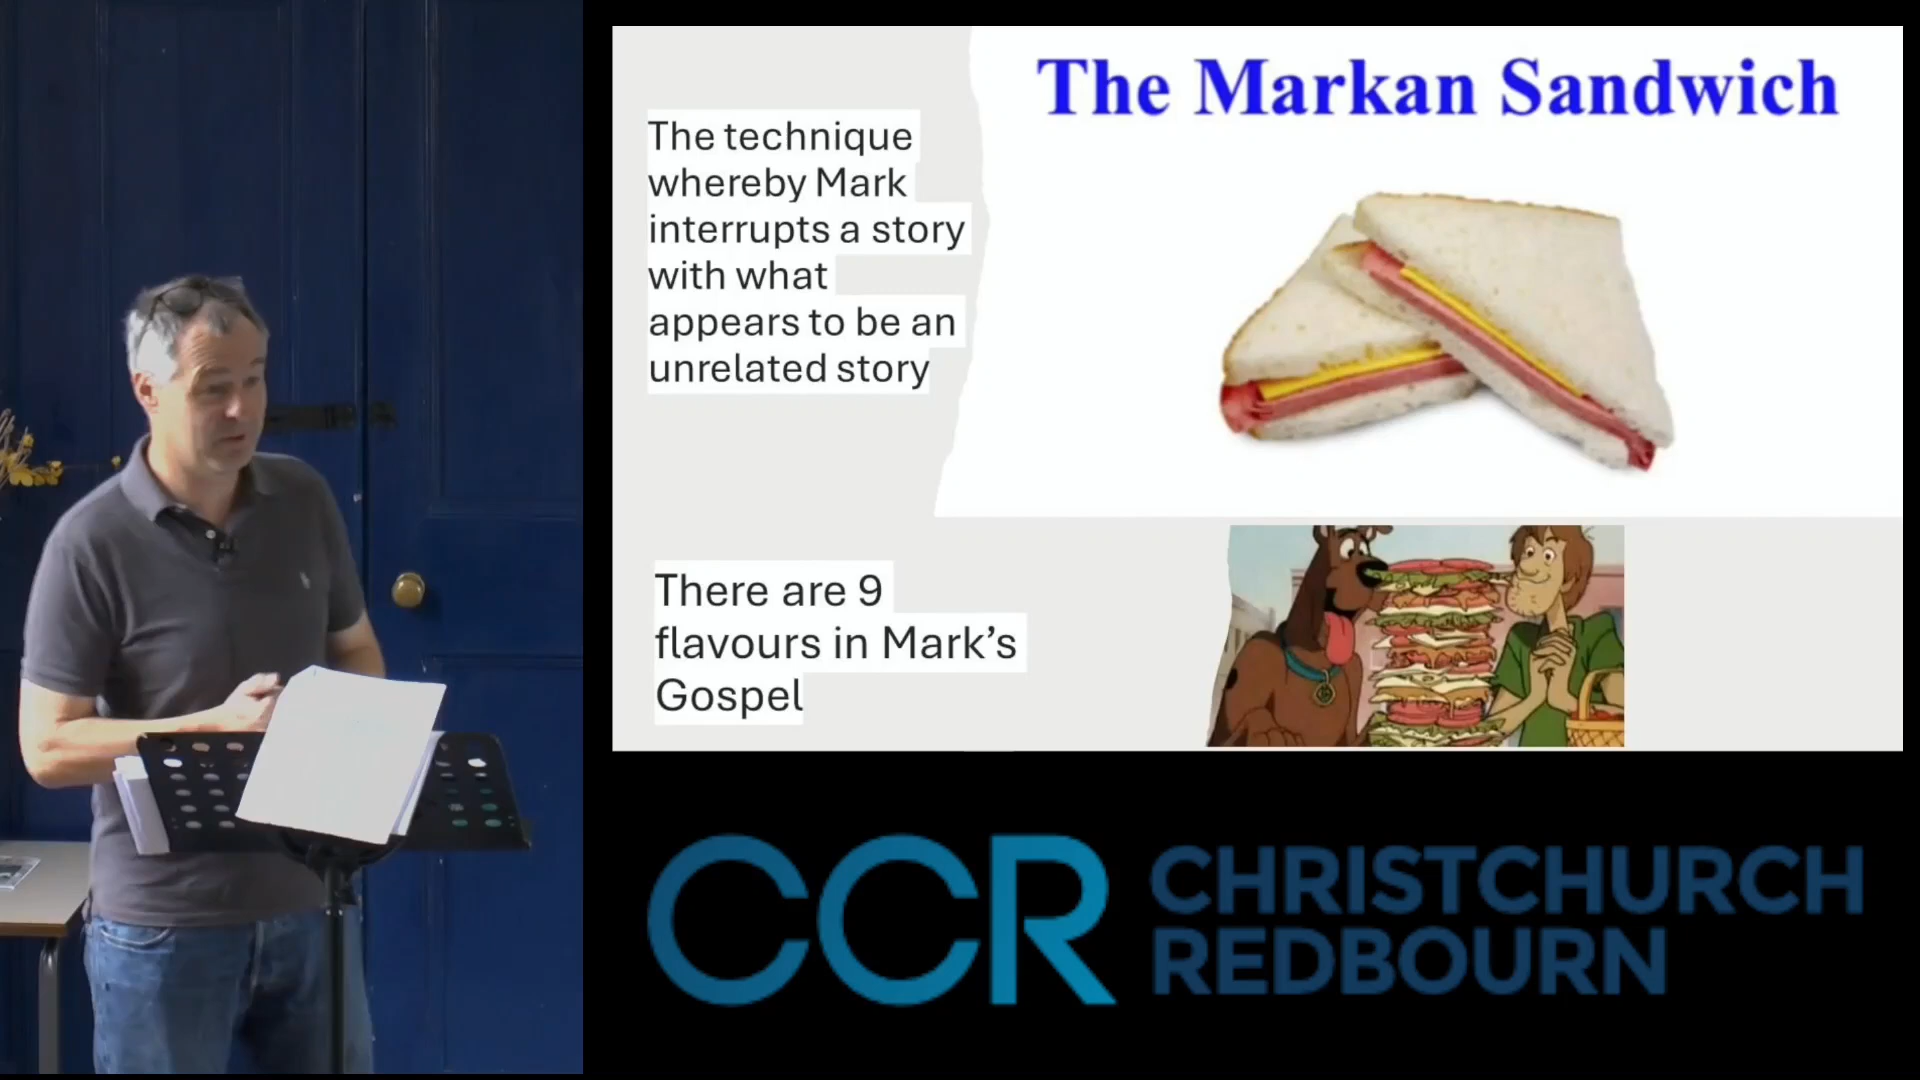 The Markan Sandwich
The technique
whereby Mark
interrupts a story
with what
appears to be an
unrelated story
There are 9
flavours in Mark's
Gospel
CCR
CHRISTCHURCH
REDBOURN